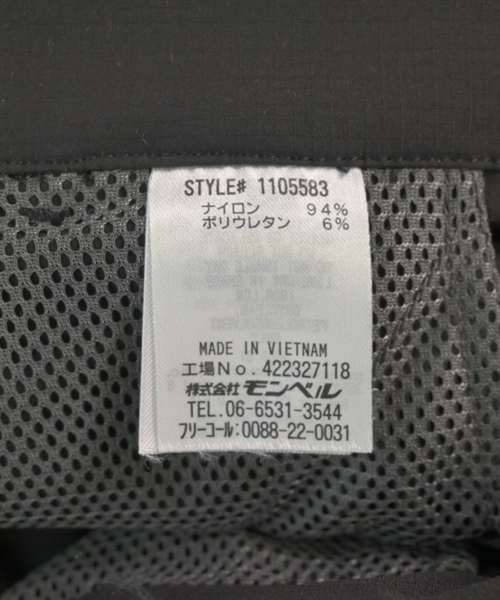 STYLE# 1105583
ナイロン 94%
ポリウレタン 6%
MADE IN VIETNAM
工場No. 422327118
株式会社 モンベル
TEL. 06-6531-3544
フリーコール:0088-22-0031